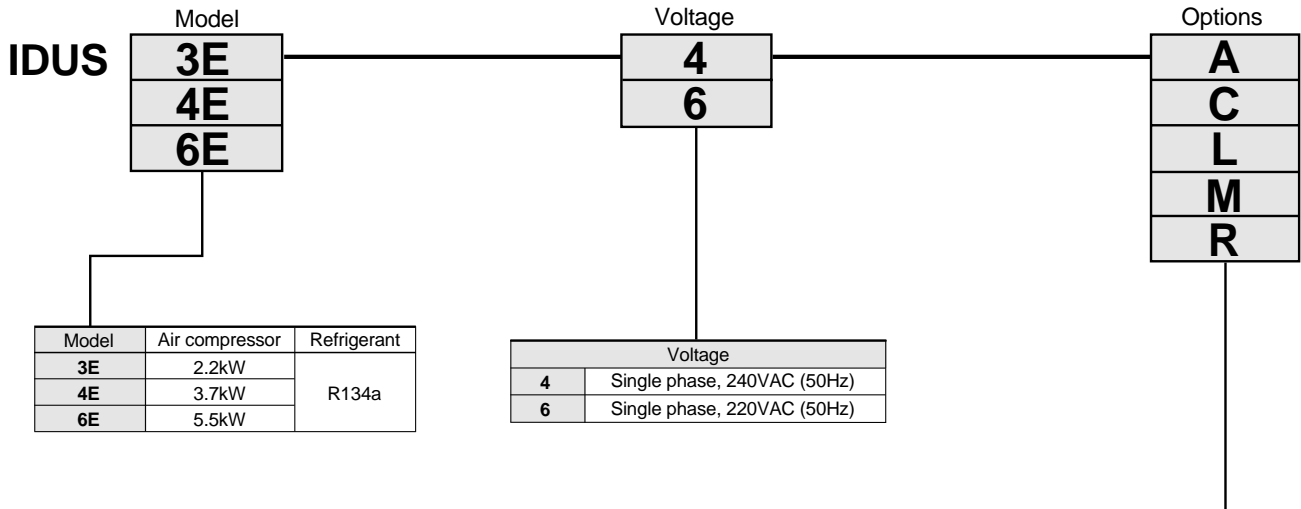 Model Voltage Options
IDUS 3E 4 A
4E 6 C
6E L
M
R
Model Air compressor Refrigerant
3E 2.2kW
4E 3.7kW R134a
6E 5.5kW
Voltage
4 Single phase, 240VAC (50Hz)
6 Single phase, 220VAC (50Hz)